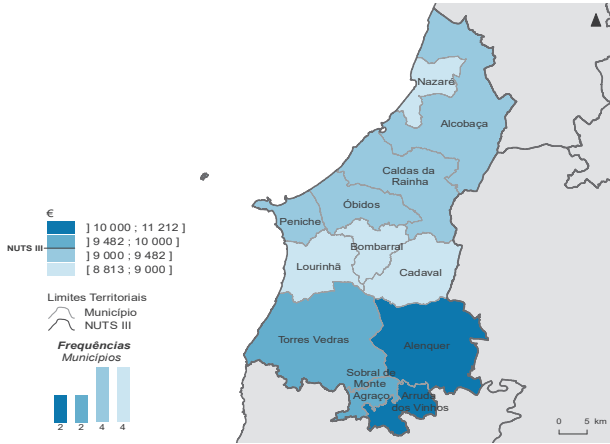 Nazaré
Alcobaça
Caldas da
Rainha
Óbidos
Peniche
Bombarral
Lourinhã
Cadaval
Torres Vedras
Alenquer
Sobral de
Monte
Agraço
Arruda
dos Vinhos
€
] 10 000 ; 11 212 ]
] 9 482 ; 10 000 ]
NUTS III
] 9 000 ; 9 482 ]
[ 8 813 ; 9 000 ]
Limites Territoriais
Município
NUTS III
Frequências
Municípios
2 2 4 4
0 5 km